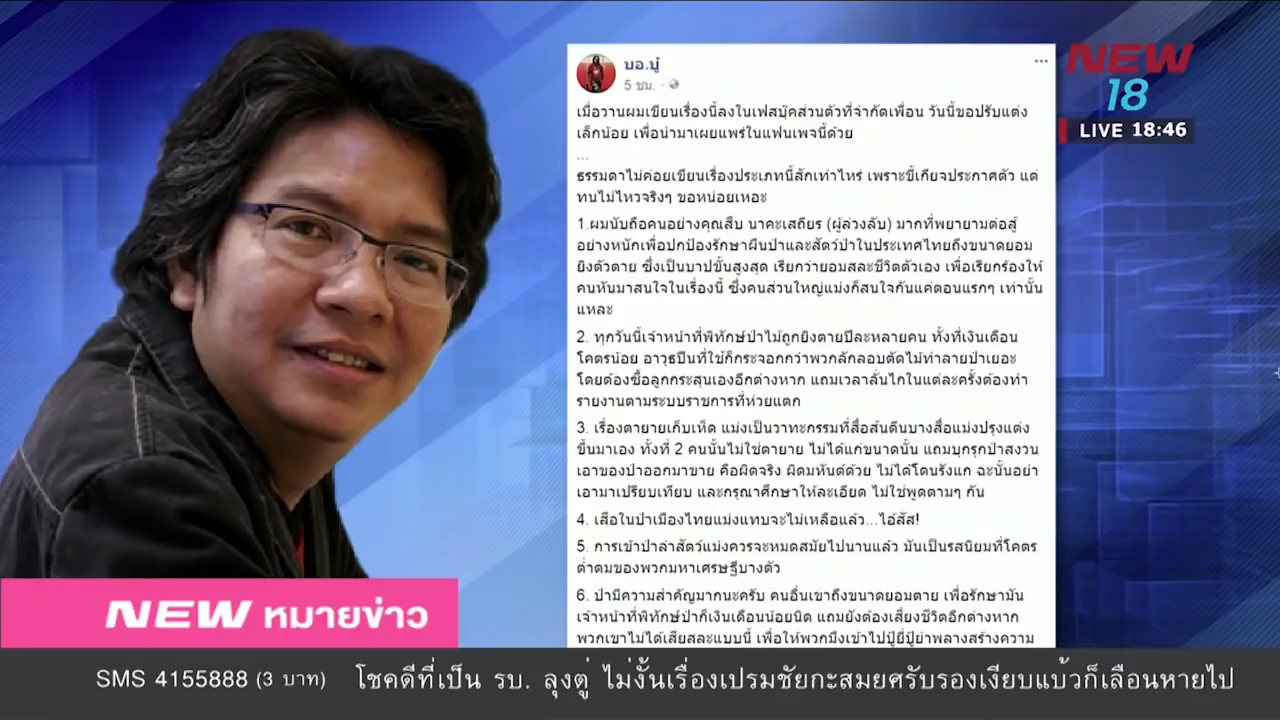 บอ.บู๋
5 ชม.
NEW
18
LIVE 18:46
เมื่อวานผมเขียนเรื่องนี้ลงในเฟสบุ๊คส่วนตัวที่จำกัดเพื่อน วันนี้ขอปรับแต่ง
เล็กน้อย เพื่อนำมาเผยแพร่ในแฟนเพจนี้ด้วย
...
ธรรมดาไม่ค่อยเขียนเรื่องประเภทนี้สักเท่าไหร่ เพราะขี้เกียจประกาศตัว แต่
ทนไม่ไหวจริงๆ ขอหน่อยเหอะ
1.ผมนับถือคนอย่างคุณสืบ นาคะเสถียร (ผู้ล่วงลับ) มากที่พยายามต่อสู้
อย่างหนักเพื่อปกป้องรักษาผืนป่าและสัตว์ป่าในประเทศไทยถึงขนาดยอม
ยิงตัวตาย ซึ่งเป็นบาปขั้นสูงสุด เรียกว่ายอมสละชีวิตตัวเอง เพื่อเรียกร้องให้
คนหันมาสนใจในเรื่องนี้ ซึ่งคนส่วนใหญ่แม่งก็สนใจกันแค่ตอนแรกๆ เท่านั้น
แหละ
2. ทุกวันนี้เจ้าหน้าที่พิทักษ์ป่าไม้ถูกยิงตายปีละหลายคน ทั้งที่เงินเดือน
โคตรน้อย อาวุธปืนที่ใช้ก็กระจอกกว่าพวกลักลอบตัดไม้ทำลายป่าเยอะ
โดยต้องซื้อลูกกระสุนเองอีกต่างหาก แถมเวลาลั่นไกในแต่ละครั้งต้องทำ
รายงานตามระบบราชการที่ห่วยแตก
3. เรื่องตายายเก็บเห็ด แม่งเป็นวาทะกรรมที่สื่อส้นตีนบางสื่อแม่งปรุงแต่ง
ขึ้นมาเอง ทั้งที่ 2 คนนั้นไม่ใช่ตายาย ไม่ได้แก่ขนาดนั้น แถมบุกรุกป่าสงวน
เอาของป่าออกมาขาย คือผิดจริง ผิดมหันต์ด้วย ไม่ได้โดนรังแก ฉะนั้นอย่า
เอามาเปรียบเทียบ และกรุณาศึกษาให้ละเอียด ไม่ใช่พูดตามๆ กัน
4. เสือในป่าเมืองไทยแม่งแทบจะไม่เหลือแล้ว...ไอ้สัส!
5. การเข้าป่าล่าสัตว์แม่งควรจะหมดสมัยไปนานแล้ว มันเป็นรสนิยมที่โคตร
ต่ำตมของพวกมหาเศรษฐีบางตัว
6. ป่ามีความสำคัญมากนะครับ คนอื่นเขาถึงขนาดยอมตาย เพื่อรักษามัน
เจ้าหน้าที่พิทักษ์ป่าก็เงินเดือนน้อยนิด แถมยังต้องเสี่ยงชีวิตอีกต่างหาก
พวกเขาไม่ได้เสียสละแบบนี้ เพื่อให้พวกมึงเข้าไปปู้ยี่ปู้ยำพลางสร้างความ
NEW หมายข่าว
SMS 4155888 (3 บาท) โชคดีที่เป็น รบ. ลุงตู่ ไม่งั้นเรื่องเปรมชัยกะสมยศรับรองเงียบแบ้วก็เลือนหายไป